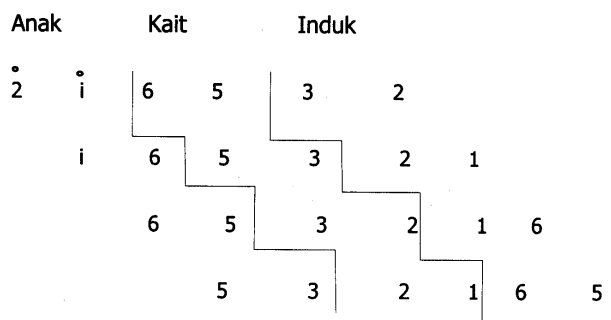 Anak Kait Induk
2̊ i̊ 6 5 3 2
i 6 5 3 2 1
6 5 3 2 1 6
5 3 2 1 6 5